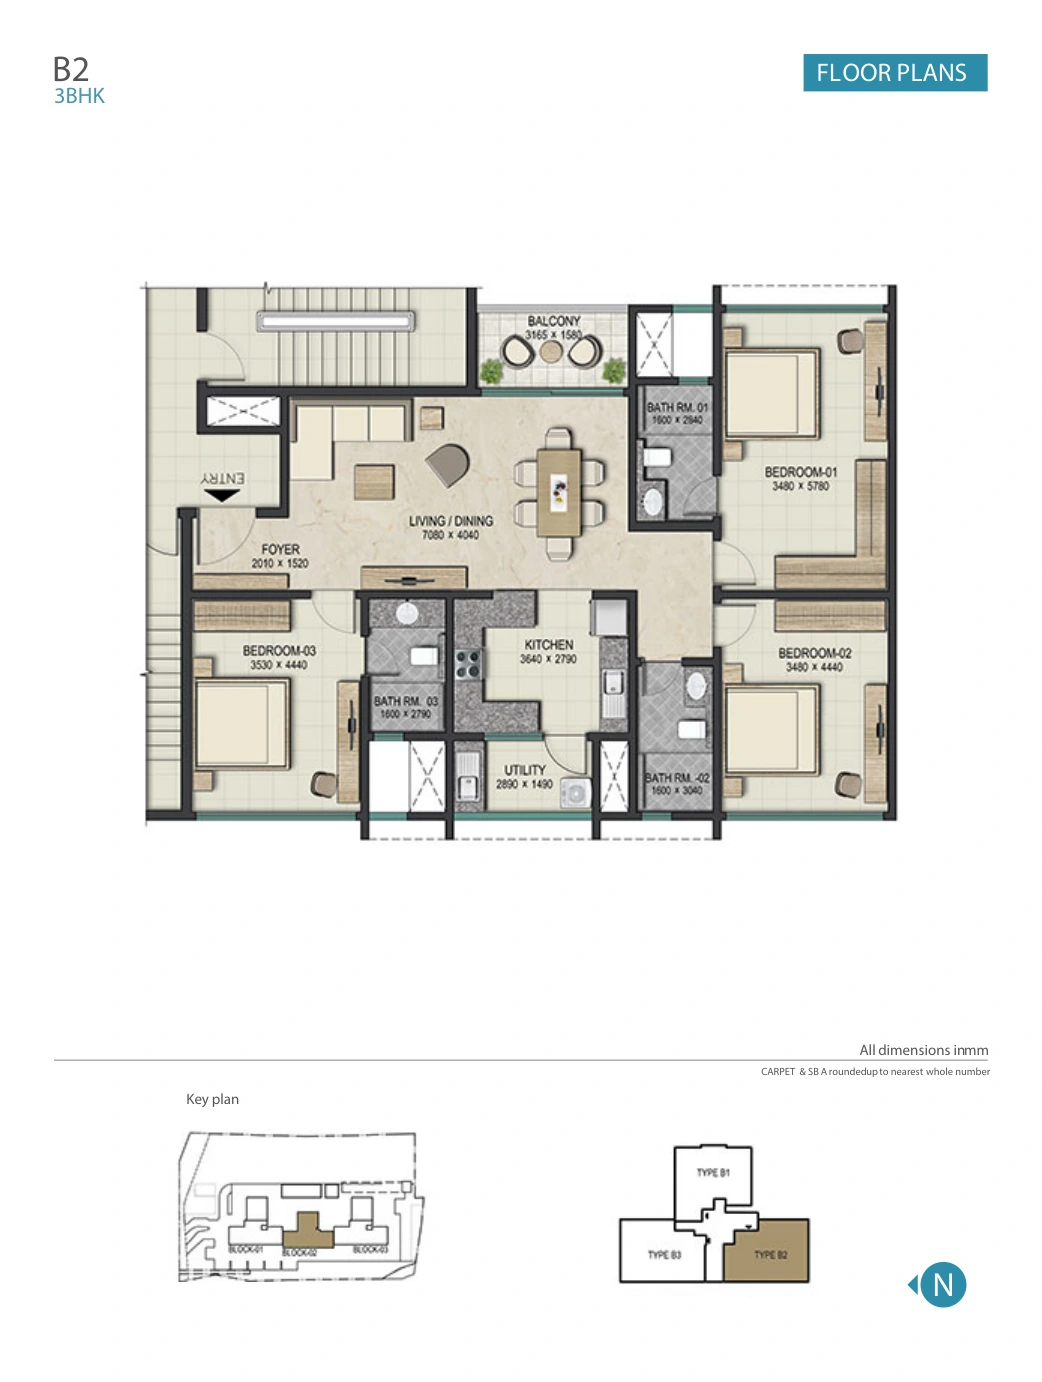 B2
3BHK
FLOOR PLANS
BALCONY
3165 x 1580
BATH RM. 01
1600 x 2840
BEDROOM-01
3480 x 5780
ENTRY
LIVING / DINING
7080 x 4040
FOYER
2010 x 1520
BEDROOM-03
3530 x 4440
KITCHEN
3640 x 2790
BEDROOM-02
3480 x 4440
BATH RM. 03
1600 x 2790
UTILITY
2890 x 1490
BATH RM. -02
1600 x 3040
All dimensions inmm
CARPET & SB A roundedup to nearest whole number
Key plan
BLOCK-01
BLOCK-02
BLOCK-03
TYPE B1
TYPE B3
TYPE B2
N